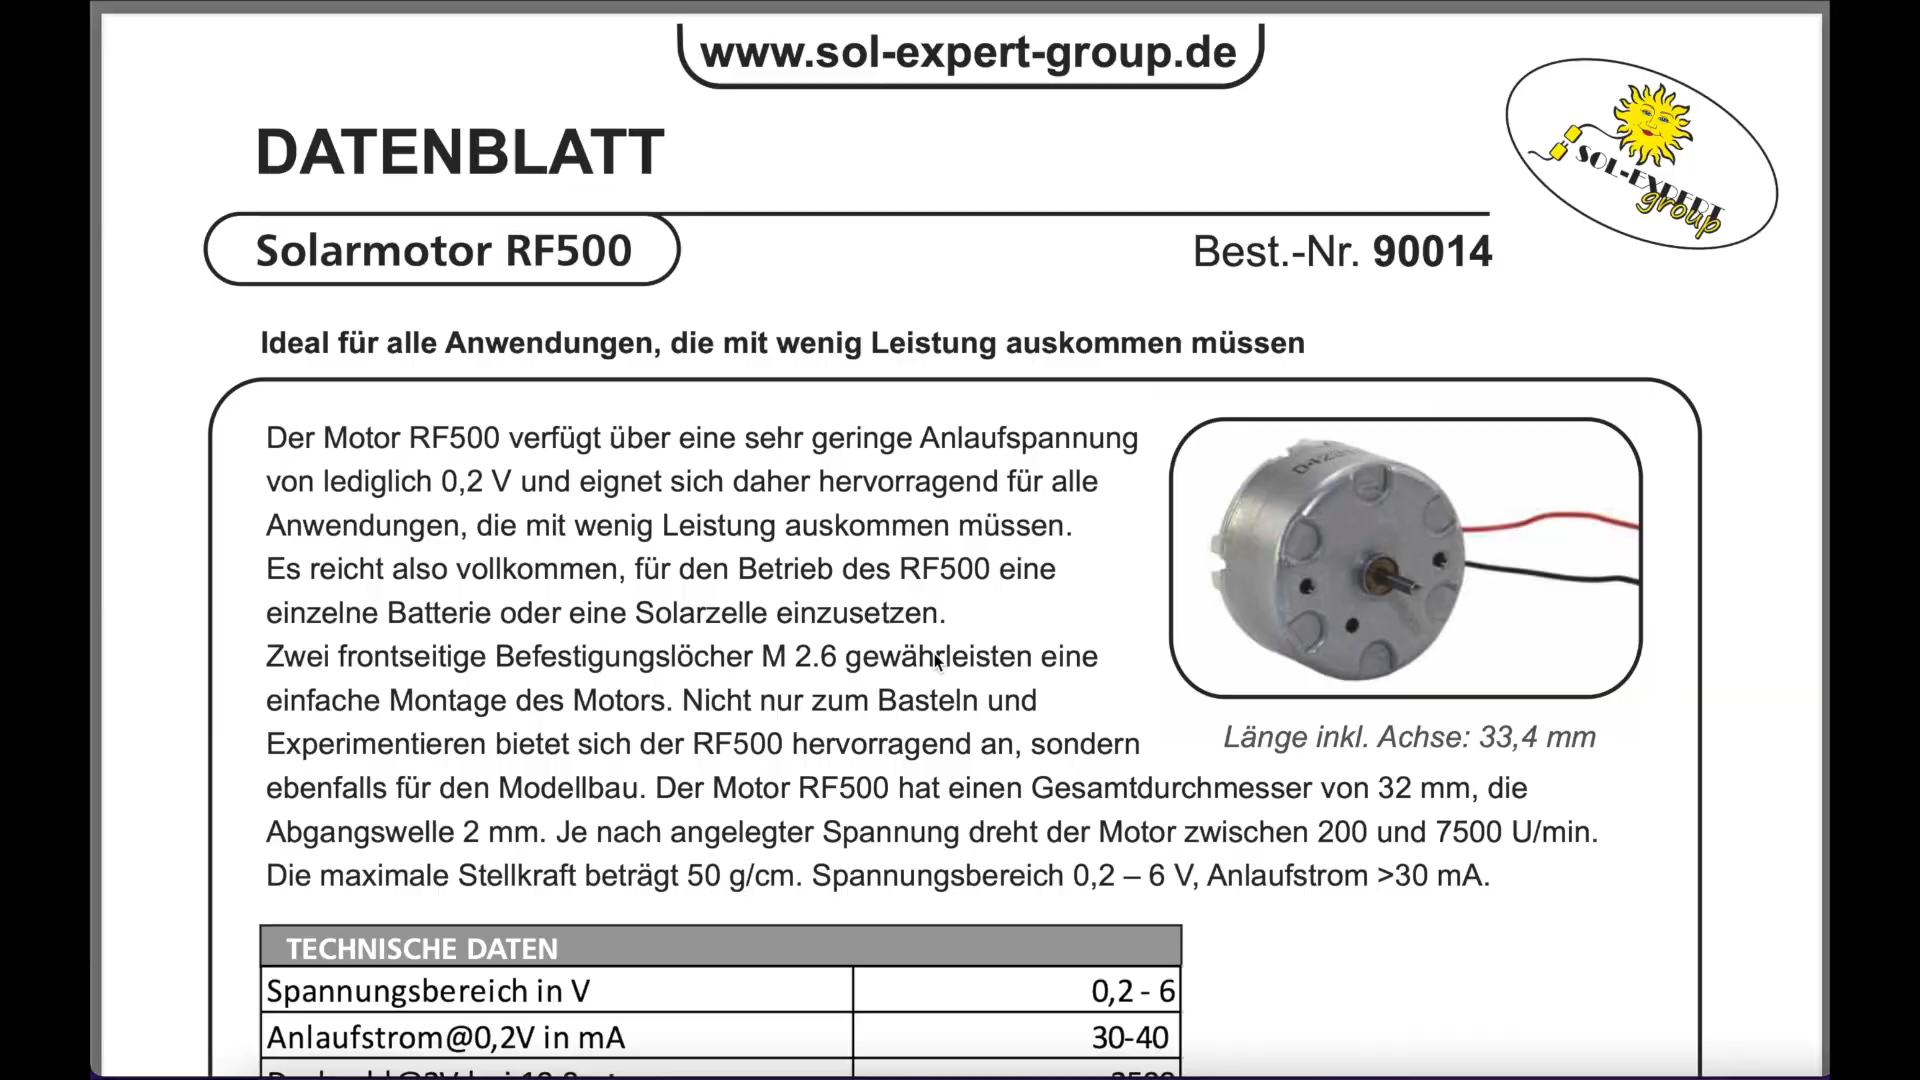 www.sol-expert-group.de
DATENBLATT
SOL-EXPERT
group
Solarmotor RF500
Best.-Nr. 90014
Ideal für alle Anwendungen, die mit wenig Leistung auskommen müssen
Der Motor RF500 verfügt über eine sehr geringe Anlaufspannung
von lediglich 0,2 V und eignet sich daher hervorragend für alle
Anwendungen, die mit wenig Leistung auskommen müssen.
Es reicht also vollkommen, für den Betrieb des RF500 eine
einzelne Batterie oder eine Solarzelle einzusetzen.
Zwei frontseitige Befestigungslöcher M 2.6 gewährleisten eine
einfache Montage des Motors. Nicht nur zum Basteln und
Experimentieren bietet sich der RF500 hervorragend an, sondern
ebenfalls für den Modellbau. Der Motor RF500 hat einen Gesamtdurchmesser von 32 mm, die
Abgangswelle 2 mm. Je nach angelegter Spannung dreht der Motor zwischen 200 und 7500 U/min.
Die maximale Stellkraft beträgt 50 g/cm. Spannungsbereich 0,2 – 6 V, Anlaufstrom >30 mA.
Länge inkl. Achse: 33,4 mm
TECHNISCHE DATEN
Spannungsbereich in V 0,2 - 6
Anlaufstrom@0,2V in mA 30-40